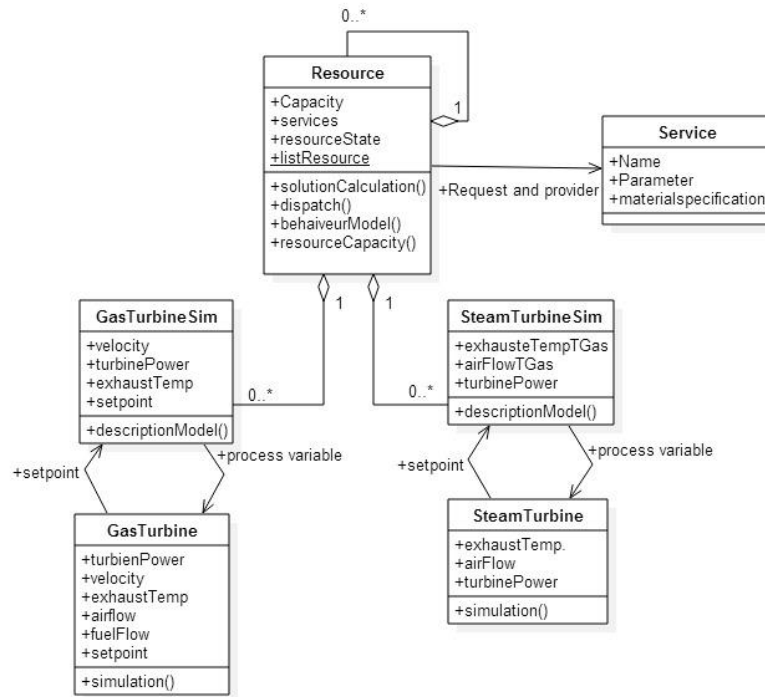 0..*
Resource
+Capacity
+services
+resourceState
+listResource
1
+solutionCalculation()
+dispatch()
+behaiveurModel()
+resourceCapacity()
+Request and provider
Service
+Name
+Parameter
+materialspecification
1
1
GasTurbineSim
+velocity
+turbinePower
+exhaustTemp
+setpoint
+descriptionModel()
0..*
SteamTurbineSim
+exhausteTempTGas
+airFlowTGas
+turbinePower
+descriptionModel()
0..*
+setpoint
+process variable
+setpoint
+process variable
GasTurbine
+turbienPower
+velocity
+exhaustTemp
+airflow
+fuelFlow
+setpoint
+simulation()
SteamTurbine
+exhaustTemp.
+airFlow
+turbinePower
+simulation()